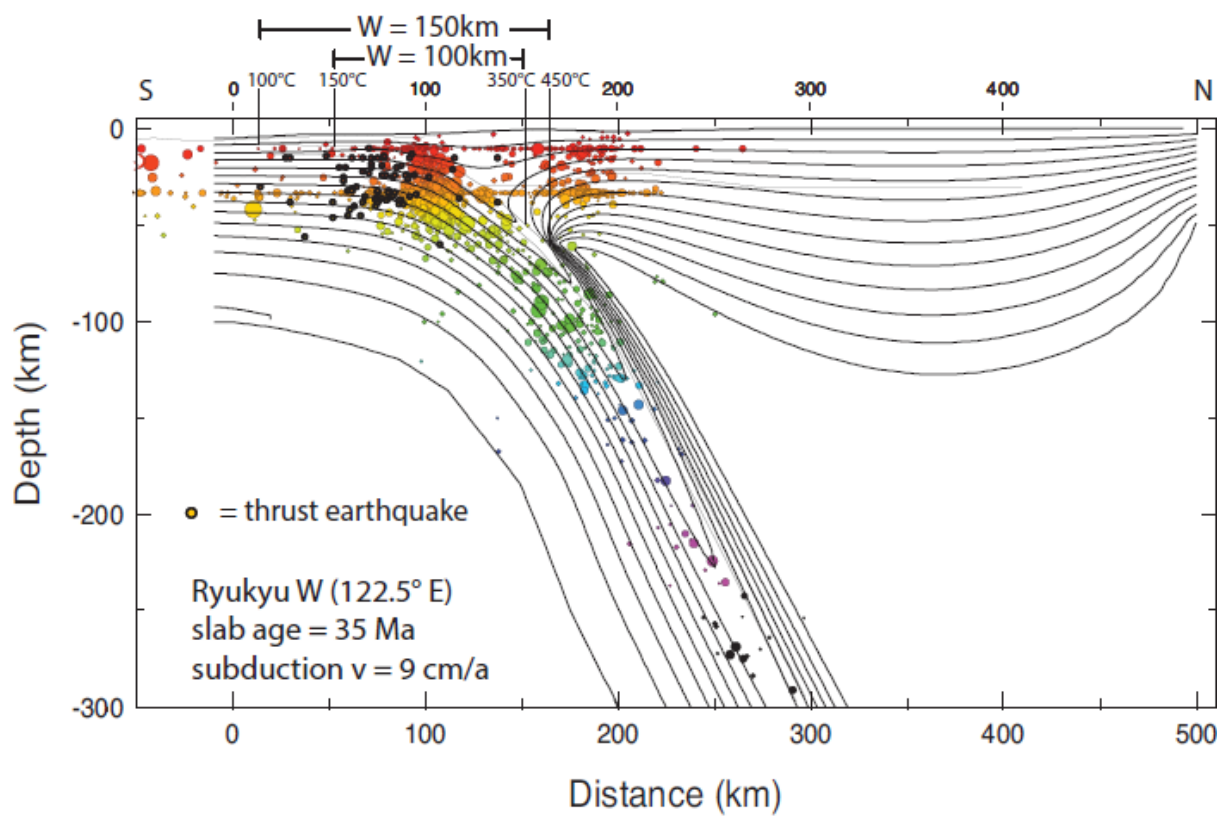 W = 150km
W = 100km
100°C 150°C 350°C 450°C
S 0 100 200 300 400 N
Depth (km)
0
-100
-200
-300
= thrust earthquake
Ryukyu W (122.5° E)
slab age = 35 Ma
subduction v = 9 cm/a
0 100 200 300 400 500
Distance (km)